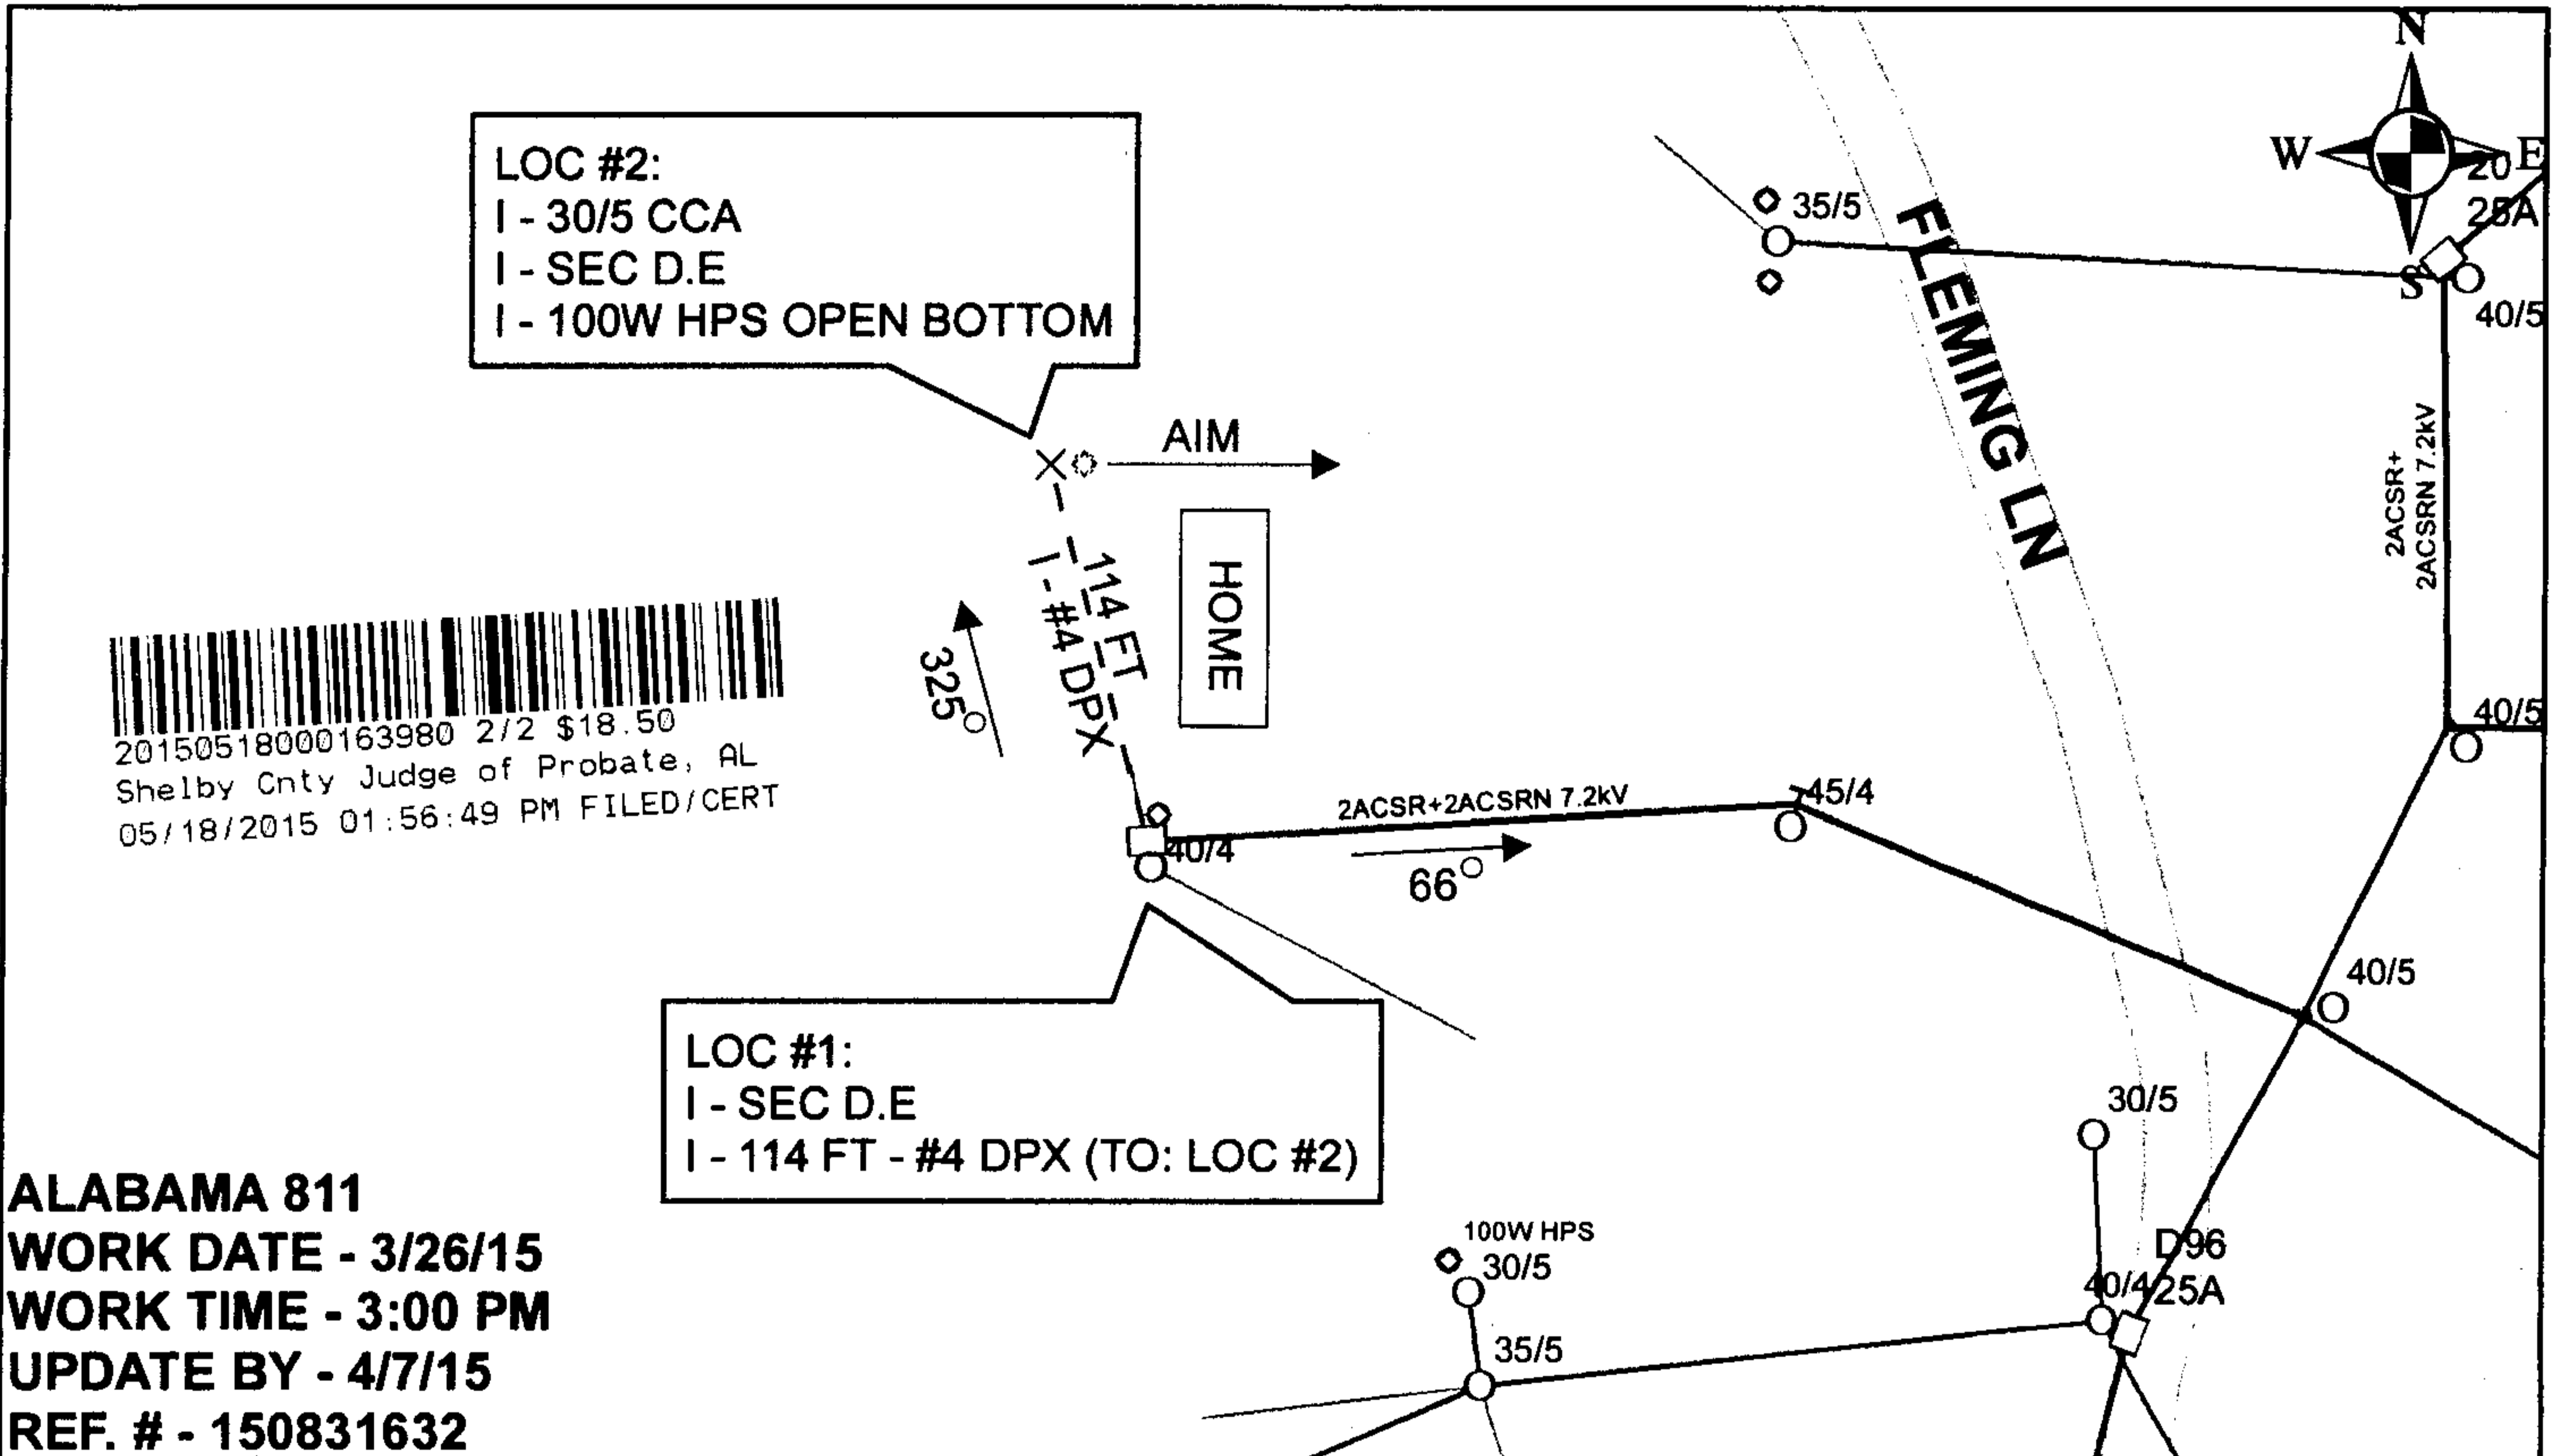 N
W
E
S
20
25A
40/5
LOC #2:
I - 30/5 CCA
I - SEC D.E
I - 100W HPS OPEN BOTTOM
35/5
FLEMING LN
AIM
2ACSR+
2ACSRN 7.2kV
114 FT
I - #4 DPX
HOME
325°
20150518000163980 2/2 $18.50
Shelby Cnty Judge of Probate, AL
05/18/2015 01:56:49 PM FILED/CERT
40/5
2ACSR+2ACSRN 7.2kV
45/4
40/4
66°
40/5
LOC #1:
I - SEC D.E
I - 114 FT - #4 DPX (TO: LOC #2)
30/5
ALABAMA 811
WORK DATE - 3/26/15
WORK TIME - 3:00 PM
UPDATE BY - 4/7/15
REF. # - 150831632
100W HPS
30/5
35/5
D96
40/4
25A